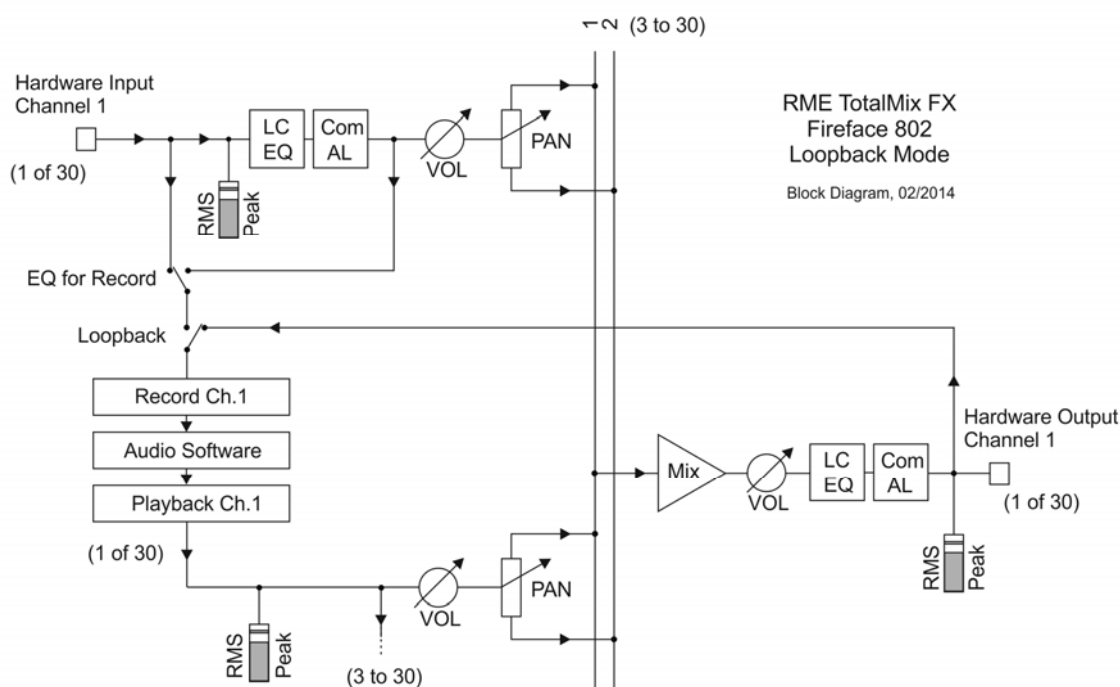 1
2
(3 to 30)
Hardware Input
Channel 1
(1 of 30)
LC
EQ
Com
AL
VOL
PAN
RMS
Peak
RME TotalMix FX
Fireface 802
Loopback Mode
Block Diagram, 02/2014
EQ for Record
Loopback
Record Ch.1
Audio Software
Playback Ch.1
(1 of 30)
RMS
Peak
(3 to 30)
VOL
PAN
Mix
VOL
LC
EQ
Com
AL
Hardware Output
Channel 1
(1 of 30)
RMS
Peak